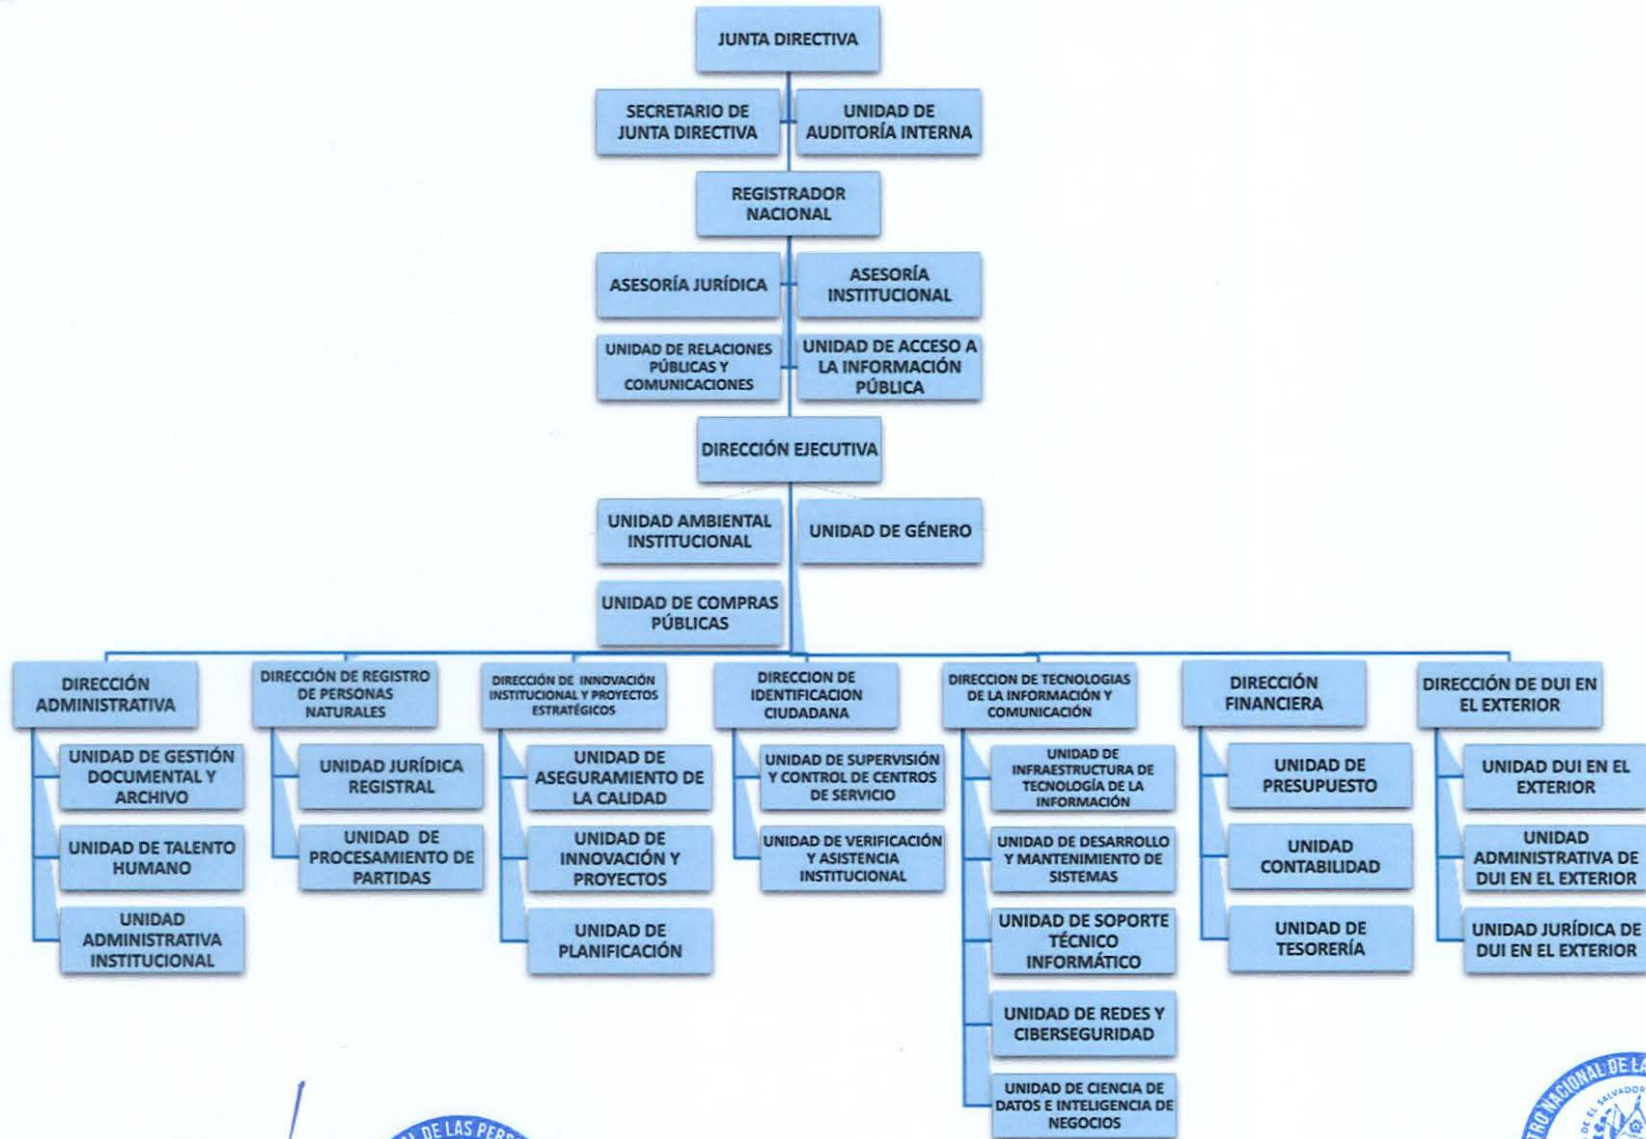 JUNTA DIRECTIVA
SECRETARIO DE
JUNTA DIRECTIVA
UNIDAD DE
AUDITORÍA INTERNA
REGISTRADOR
NACIONAL
ASESORÍA JURÍDICA
ASESORÍA
INSTITUCIONAL
UNIDAD DE RELACIONES
PÚBLICAS Y
COMUNICACIONES
UNIDAD DE ACCESO A
LA INFORMACIÓN
PÚBLICA
DIRECCIÓN EJECUTIVA
UNIDAD AMBIENTAL
INSTITUCIONAL
UNIDAD DE GÉNERO
UNIDAD DE COMPRAS
PÚBLICAS
DIRECCIÓN
ADMINISTRATIVA
UNIDAD DE GESTIÓN
DOCUMENTAL Y
ARCHIVO
UNIDAD DE TALENTO
HUMANO
UNIDAD
ADMINISTRATIVA
INSTITUCIONAL
DIRECCIÓN DE REGISTRO
DE PERSONAS
NATURALES
UNIDAD JURÍDICA
REGISTRAL
UNIDAD DE
PROCESAMIENTO DE
PARTIDAS
DIRECCIÓN DE INNOVACIÓN
INSTITUCIONAL Y PROYECTOS
ESTRATÉGICOS
UNIDAD DE
ASEGURAMIENTO DE
LA CALIDAD
UNIDAD DE
INNOVACIÓN Y
PROYECTOS
UNIDAD DE
PLANIFICACIÓN
DIRECCION DE
IDENTIFICACION
CIUDADANA
UNIDAD DE SUPERVISIÓN
Y CONTROL DE CENTROS
DE SERVICIO
UNIDAD DE VERIFICACIÓN
Y ASISTENCIA
INSTITUCIONAL
DIRECCION DE TECNOLOGIAS
DE LA INFORMACIÓN Y
COMUNICACIÓN
UNIDAD DE
INFRAESTRUCTURA DE
TECNOLOGÍA DE LA
INFORMACIÓN
UNIDAD DE DESARROLLO
Y MANTENIMIENTO DE
SISTEMAS
UNIDAD DE SOPORTE
TÉCNICO
INFORMÁTICO
UNIDAD DE REDES Y
CIBERSEGURIDAD
UNIDAD DE CIENCIA DE
DATOS E INTELIGENCIA DE
NEGOCIOS
DIRECCIÓN
FINANCIERA
UNIDAD DE
PRESUPUESTO
UNIDAD
CONTABILIDAD
UNIDAD DE
TESORERÍA
DIRECCIÓN DE DUI EN
EL EXTERIOR
UNIDAD DUI EN EL
EXTERIOR
UNIDAD
ADMINISTRATIVA DE
DUI EN EL EXTERIOR
UNIDAD JURÍDICA DE
DUI EN EL EXTERIOR
DE LAS
NACIONAL DE LA
DE EL SALVADOR